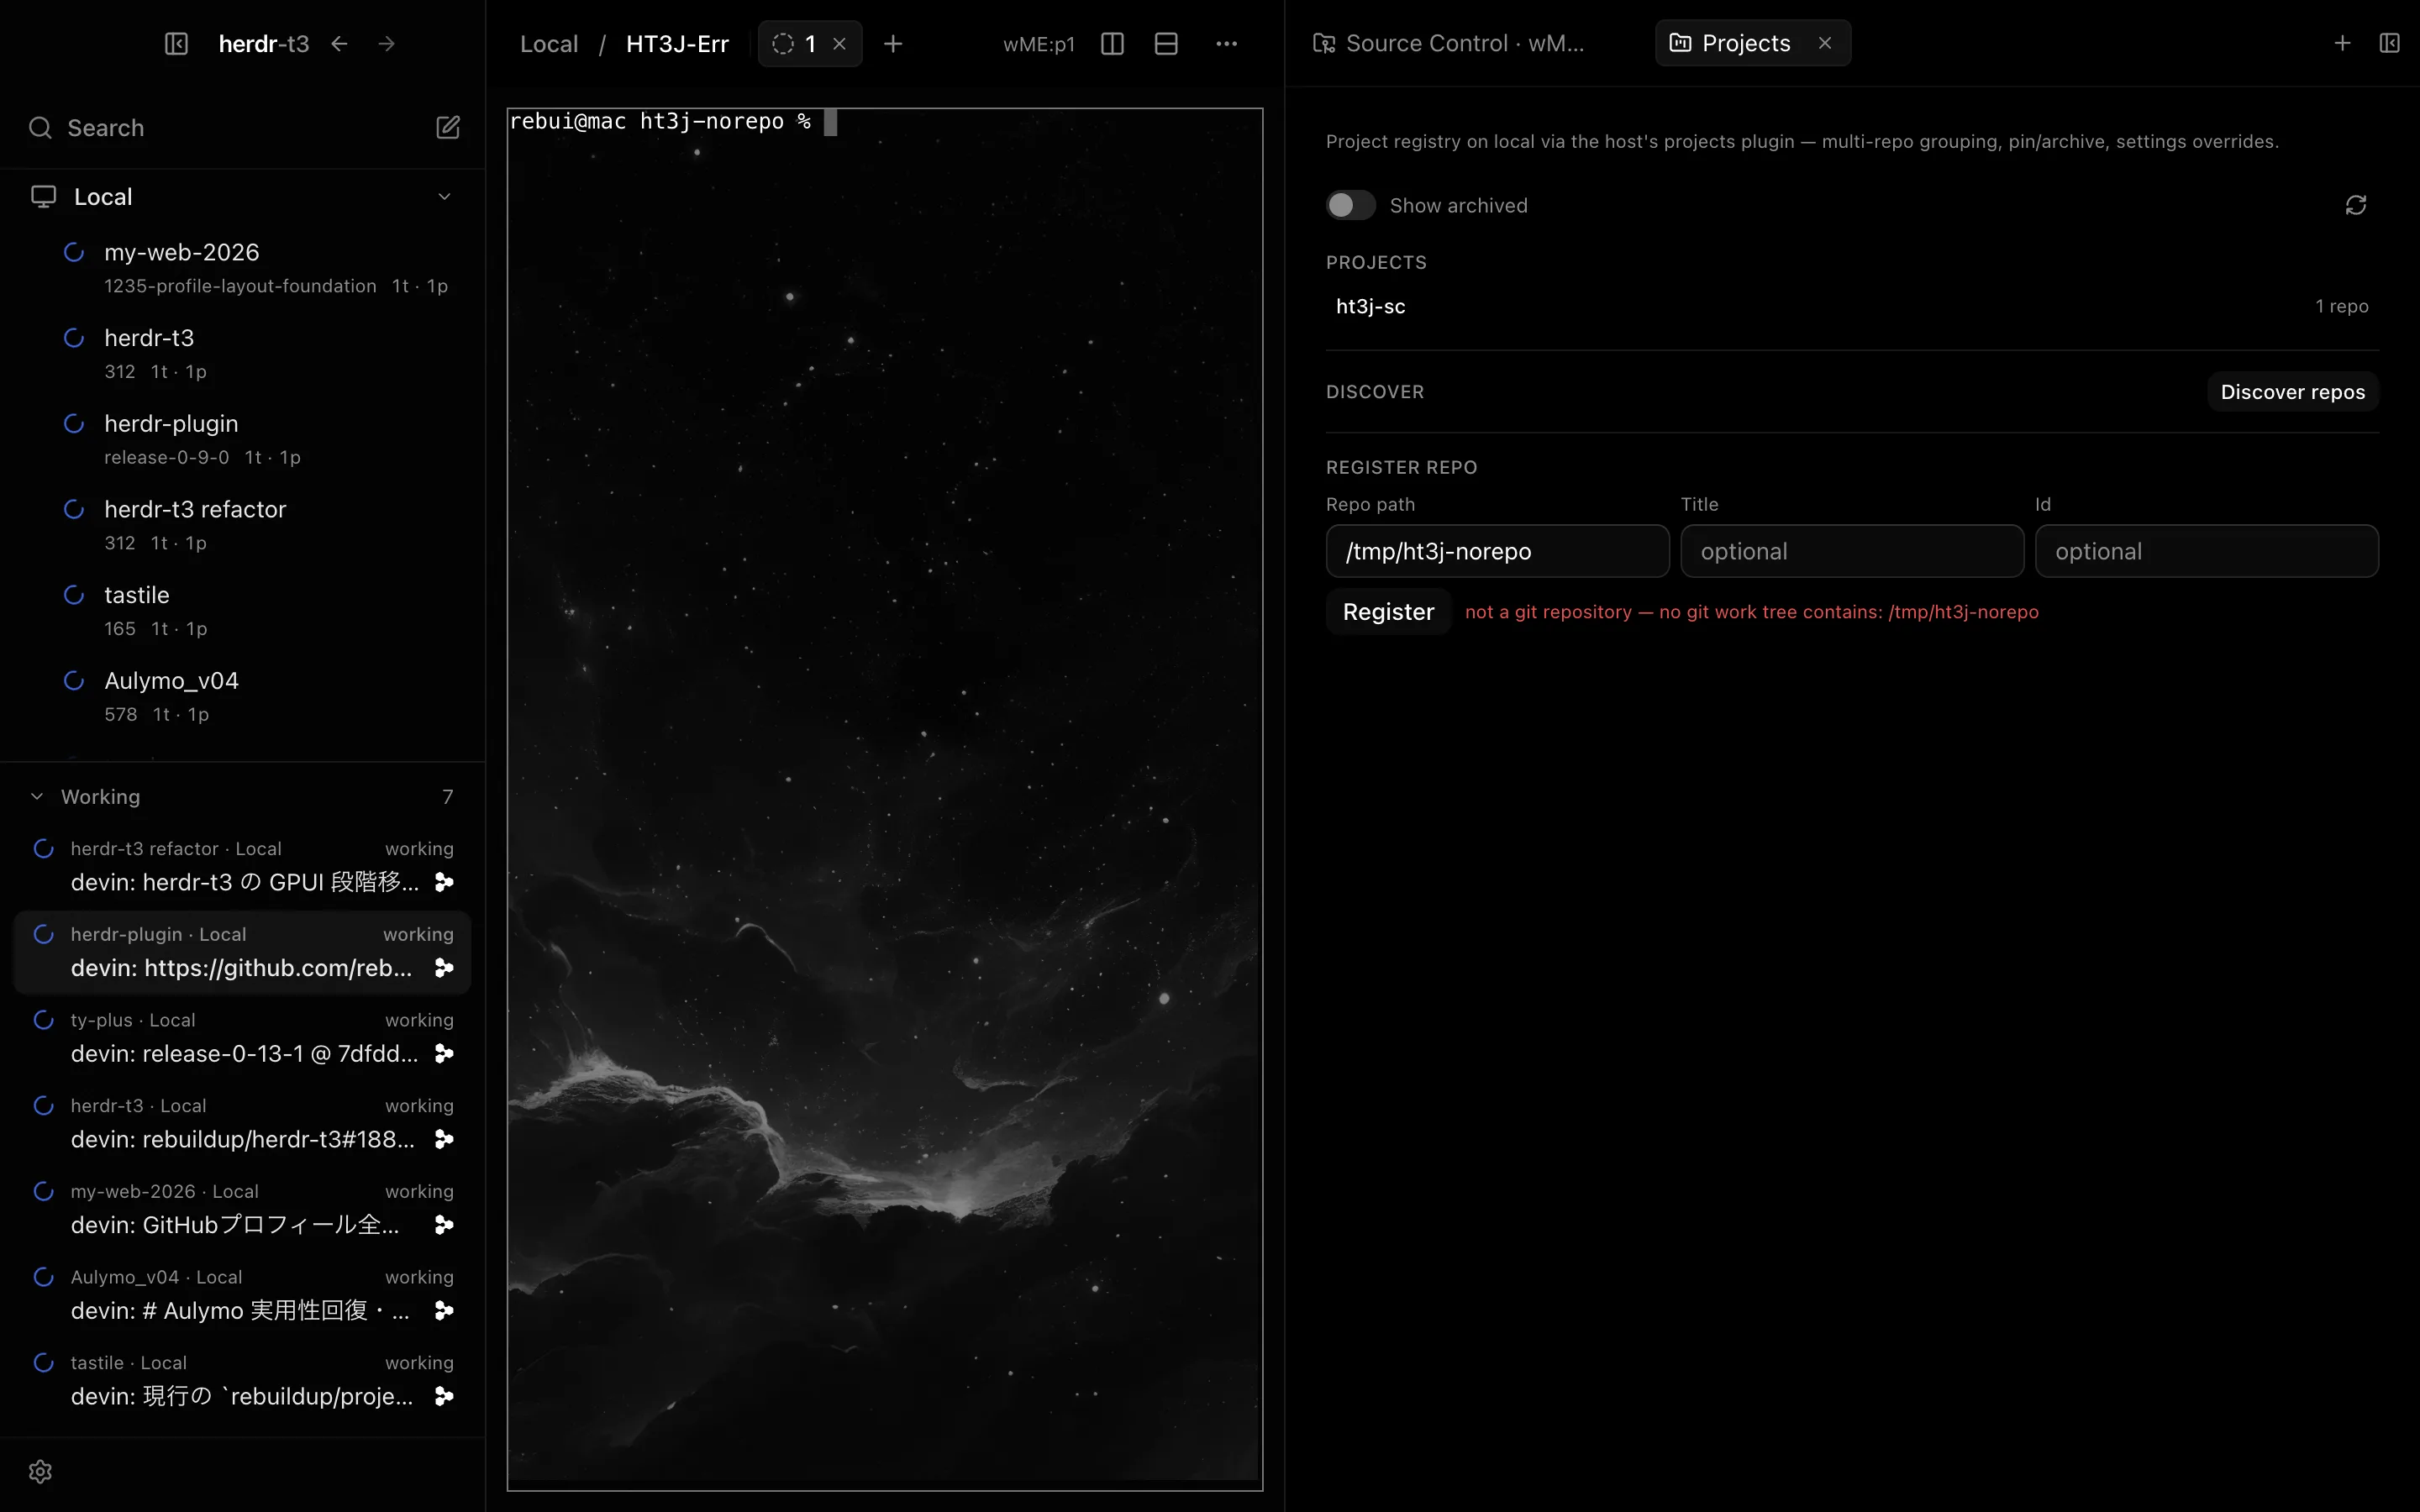 herdr-t3
Search
Local
my-web-2026
1235-profile-layout-foundation 1t · 1p
herdr-t3
312 1t · 1p
herdr-plugin
release-0-9-0 1t · 1p
herdr-t3 refactor
312 1t · 1p
tastile
165 1t · 1p
Aulymo_v04
578 1t · 1p
Working 7
herdr-t3 refactor · Local working
devin: herdr-t3 の GPUI 段階移...
herdr-plugin · Local working
devin: https://github.com/reb...
ty-plus · Local working
devin: release-0-13-1 @ 7dfdd...
herdr-t3 · Local working
devin: rebuildup/herdr-t3#188...
my-web-2026 · Local working
devin: GitHubプロフィール全...
Aulymo_v04 · Local working
devin: # Aulymo 実用性回復・...
tastile · Local working
devin: 現行の `rebuildup/proje...
Local / HT3J-Err 1 wME:p1
rebui@mac ht3j-norepo %
Source Control · wM... Projects
Project registry on local via the host's projects plugin — multi-repo grouping, pin/archive, settings overrides.
Show archived
PROJECTS
ht3j-sc 1 repo
DISCOVER Discover repos
REGISTER REPO
Repo path Title Id
/tmp/ht3j-norepo optional optional
Register not a git repository — no git work tree contains: /tmp/ht3j-norepo